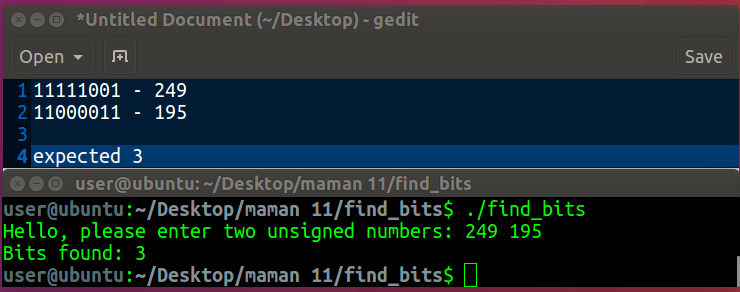 *Untitled Document (~/Desktop) - gedit
Open Save
1 11111001 - 249
2 11000011 - 195
3
4 expected 3
user@ubuntu: ~/Desktop/maman 11/find_bits
user@ubuntu:~/Desktop/maman 11/find_bits$ ./find_bits
Hello, please enter two unsigned numbers: 249 195
Bits found: 3
user@ubuntu:~/Desktop/maman 11/find_bits$